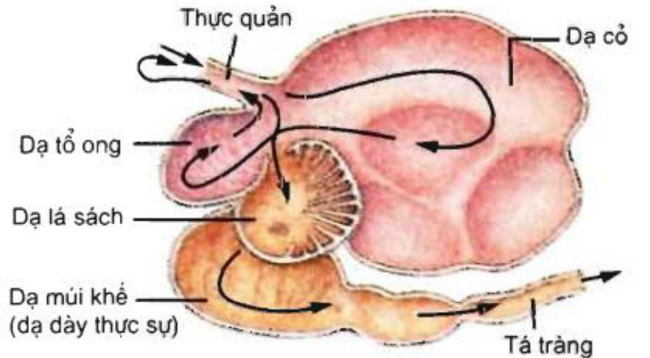 Thực quản
Dạ cỏ
Dạ tổ ong
Dạ lá sách
Dạ múi khế
(dạ dày thực sự)
Tá tràng